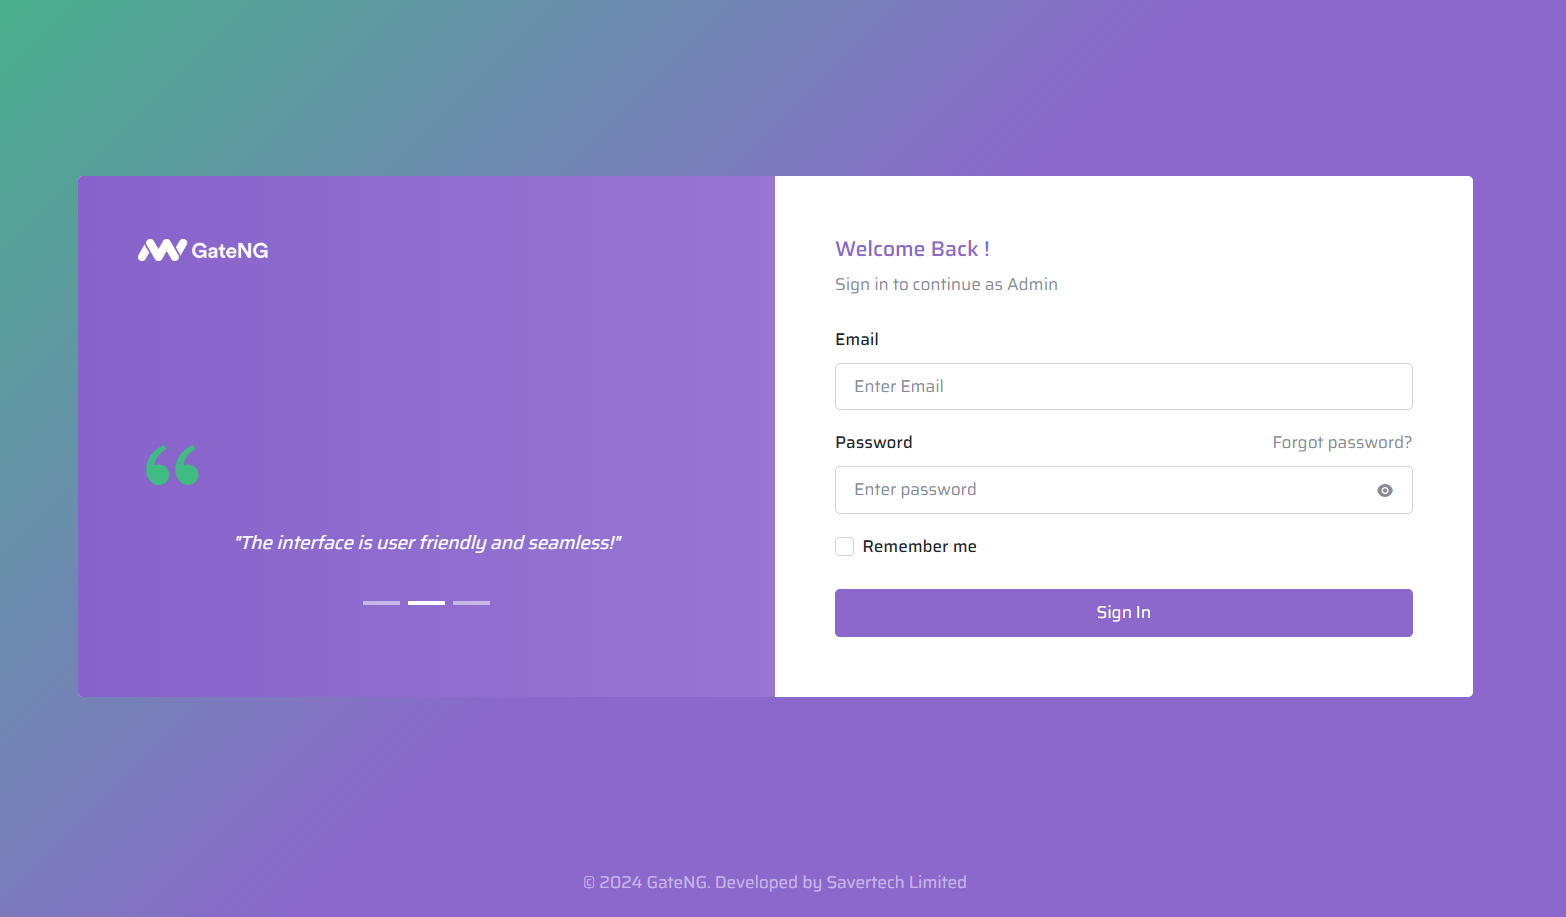 GateNG
"The interface is user friendly and seamless!"
Welcome Back !
Sign in to continue as Admin
Email
Enter Email
Password
Forgot password?
Enter password
Remember me
Sign In
© 2024 GateNG. Developed by Savertech Limited